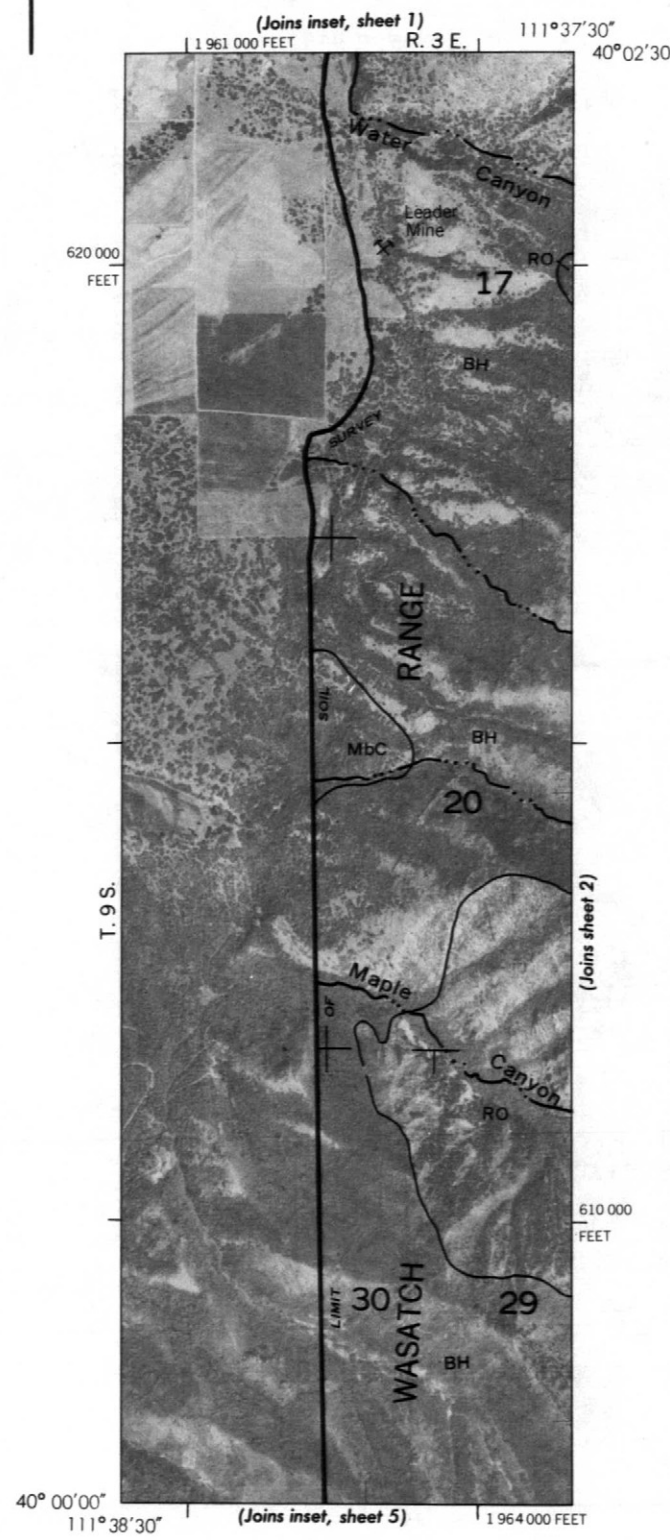 (Joins inset, sheet 1)
1 961 000 FEET
R. 3 E.
111°37'30"
40°02'30
Water
Canyon
Leader
Mine
620 000
FEET
RO
17
BH
SURVEY
RANGE
SOIL
MbC
BH
20
T. 9 S.
(Joins sheet 2)
Maple
OF
Canyon
RO
610 000
FEET
LIMIT
30
29
WASATCH
BH
40° 00'00"
111° 38'30"
(Joins inset, sheet 5)
1 964 000 FEET